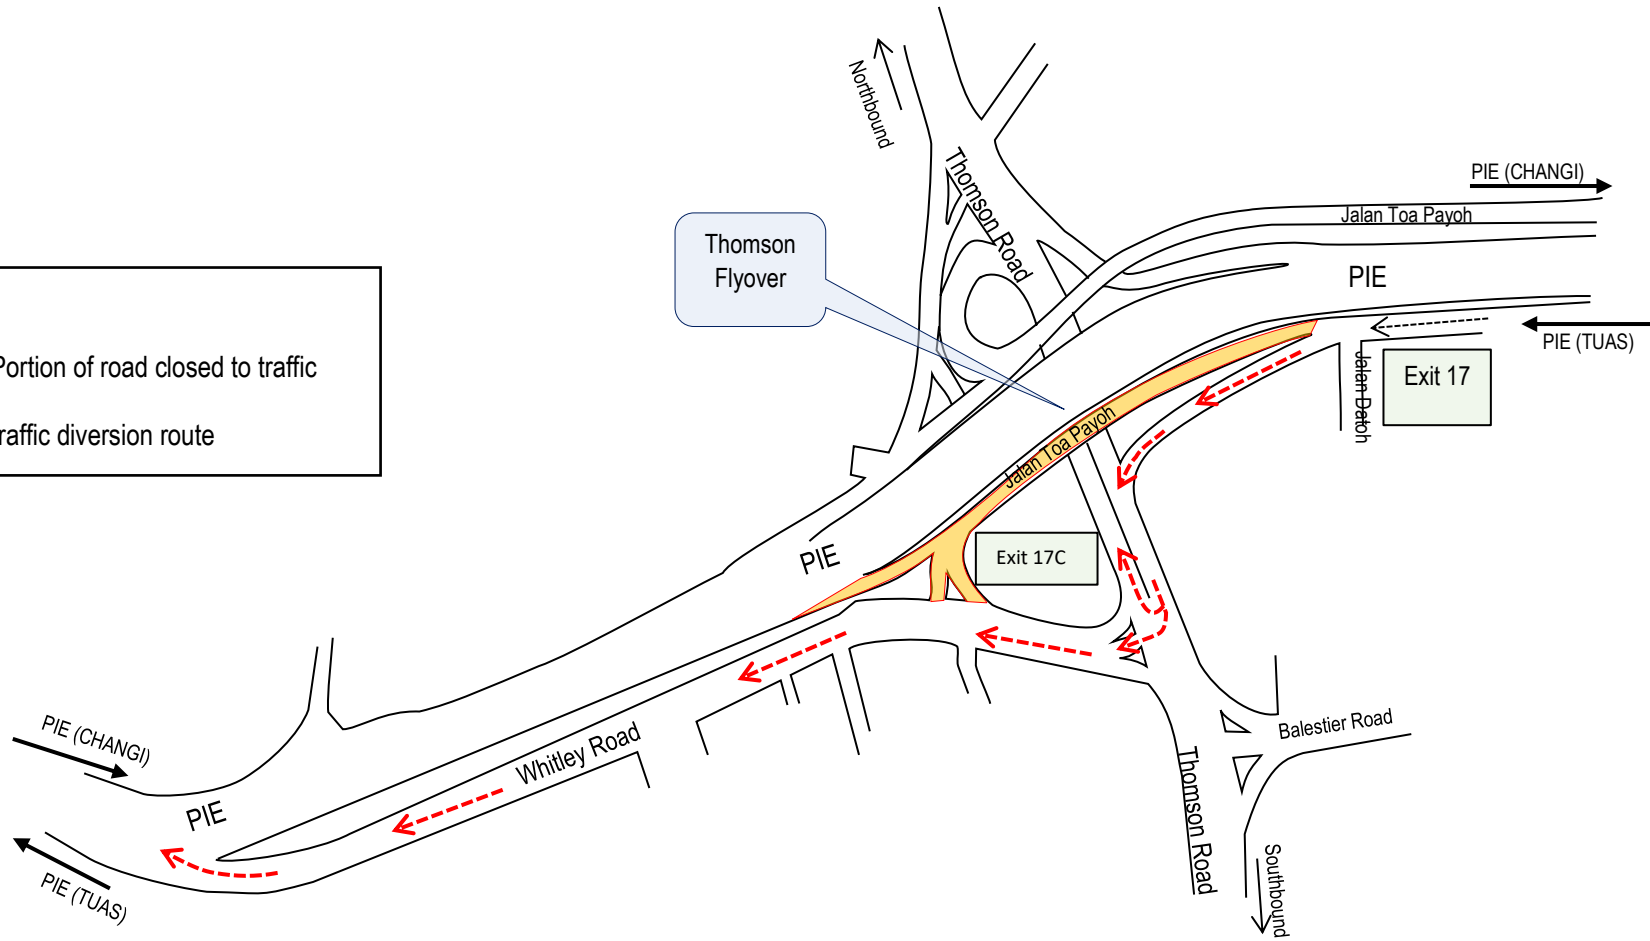 Northbound
Thomson Road
PIE (CHANGI)
Jalan Toa Payoh
Thomson
Flyover
PIE
PIE (TUAS)
Exit 17
Jalan Datoh
Portion of road closed to traffic
raffic diversion route
Jalan Toa Payoh
Exit 17C
PIE
PIE (CHANGI)
Whitley Road
Balestier Road
Thomson Road
PIE
PIE (TUAS)
Southbound